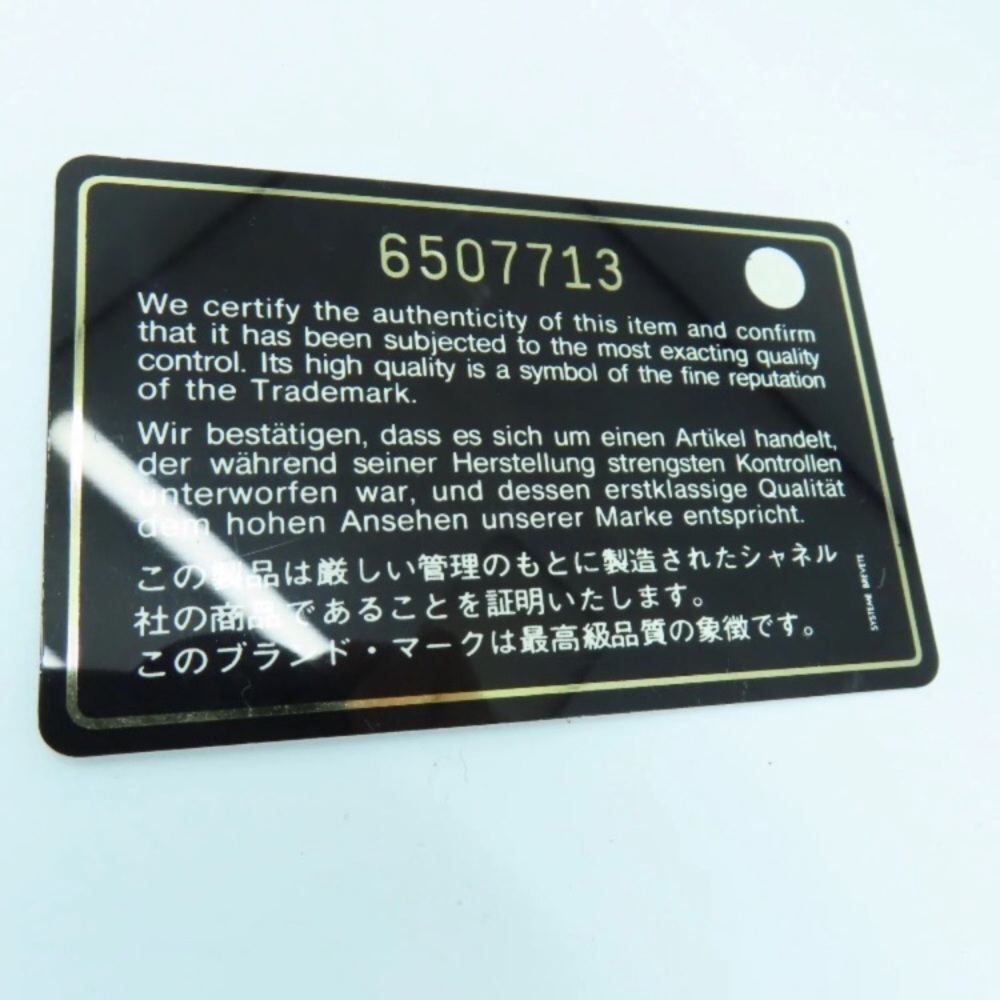 6507713
We certify the authenticity of this item and confirm
that it has been subjected to the most exacting quality
control. Its high quality is a symbol of the fine reputation
of the Trademark.
Wir bestätigen, dass es sich um einen Artikel handelt,
der während seiner Herstellung strengsten Kontrollen
unterworfen war, und dessen erstklassige Qualität
dem hohen Ansehen unserer Marke entspricht.
この製品は厳しい管理のもとに製造されたシャネル
社の商品であることを証明いたします。
このブランド・マークは最高級品質の象徴です。
SYSTEME BREVETE